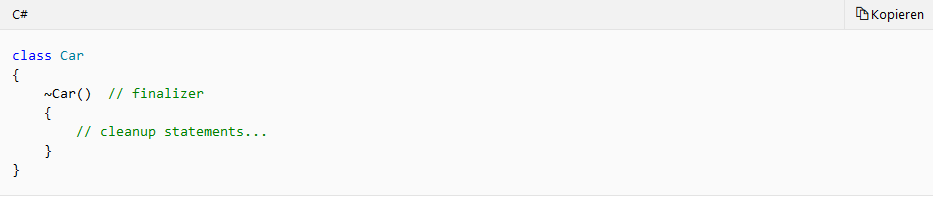 C#
Kopieren
class Car
{
    ~Car()  // finalizer
    {
        // cleanup statements...
    }
}